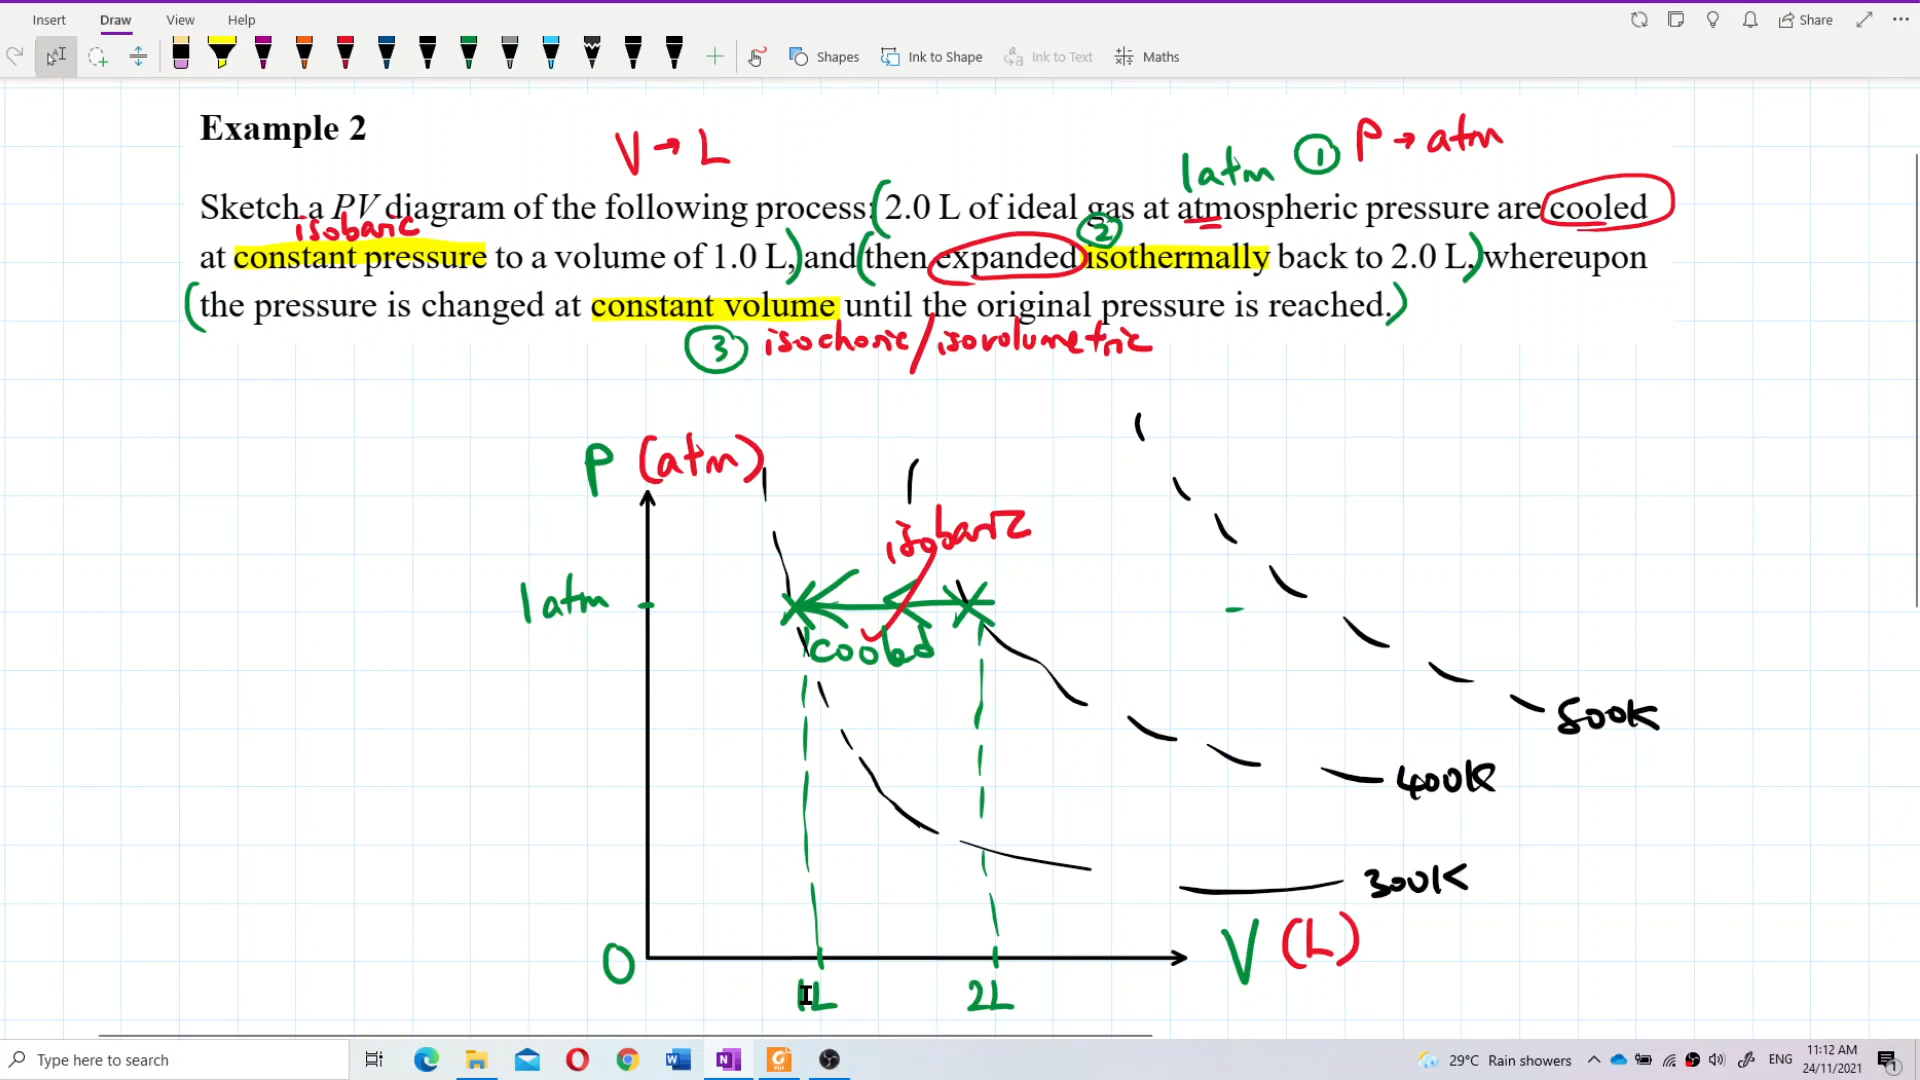 Insert Draw View Help Share
Shapes Ink to Shape Ink to Text Maths
Example 2
V → L
1atm ① P → atm
Sketch a PV diagram of the following process: (2.0 L of ideal gas at atmospheric pressure are cooled
isobaric ②
at constant pressure to a volume of 1.0 L,) and (then expanded isothermally back to 2.0 L,) whereupon
(the pressure is changed at constant volume until the original pressure is reached.)
③ isochoric/isovolumetric
P (atm)
isobaric
1atm
cooled
500K
400K
300K
V (L)
0
1L 2L
Type here to search 29°C Rain showers ENG 11:12 AM
24/11/2021 1